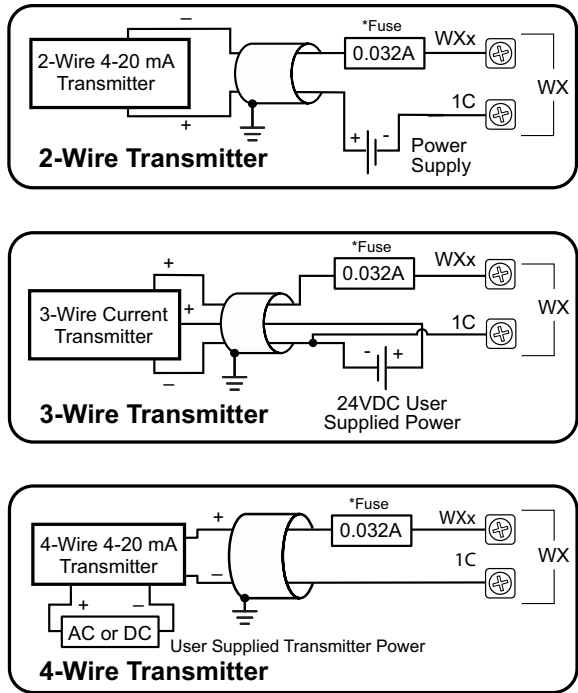 −
*Fuse
2-Wire 4-20 mA
Transmitter
0.032A
WXx
WX
1C
+
+ -
Power
Supply
2-Wire Transmitter
*Fuse
+
0.032A
WXx
3-Wire Current
Transmitter
+
WX
1C
- +
−
24VDC User
Supplied Power
3-Wire Transmitter
*Fuse
+
0.032A
WXx
4-Wire 4-20 mA
Transmitter
1C
WX
−
+ −
AC or DC
User Supplied Transmitter Power
4-Wire Transmitter